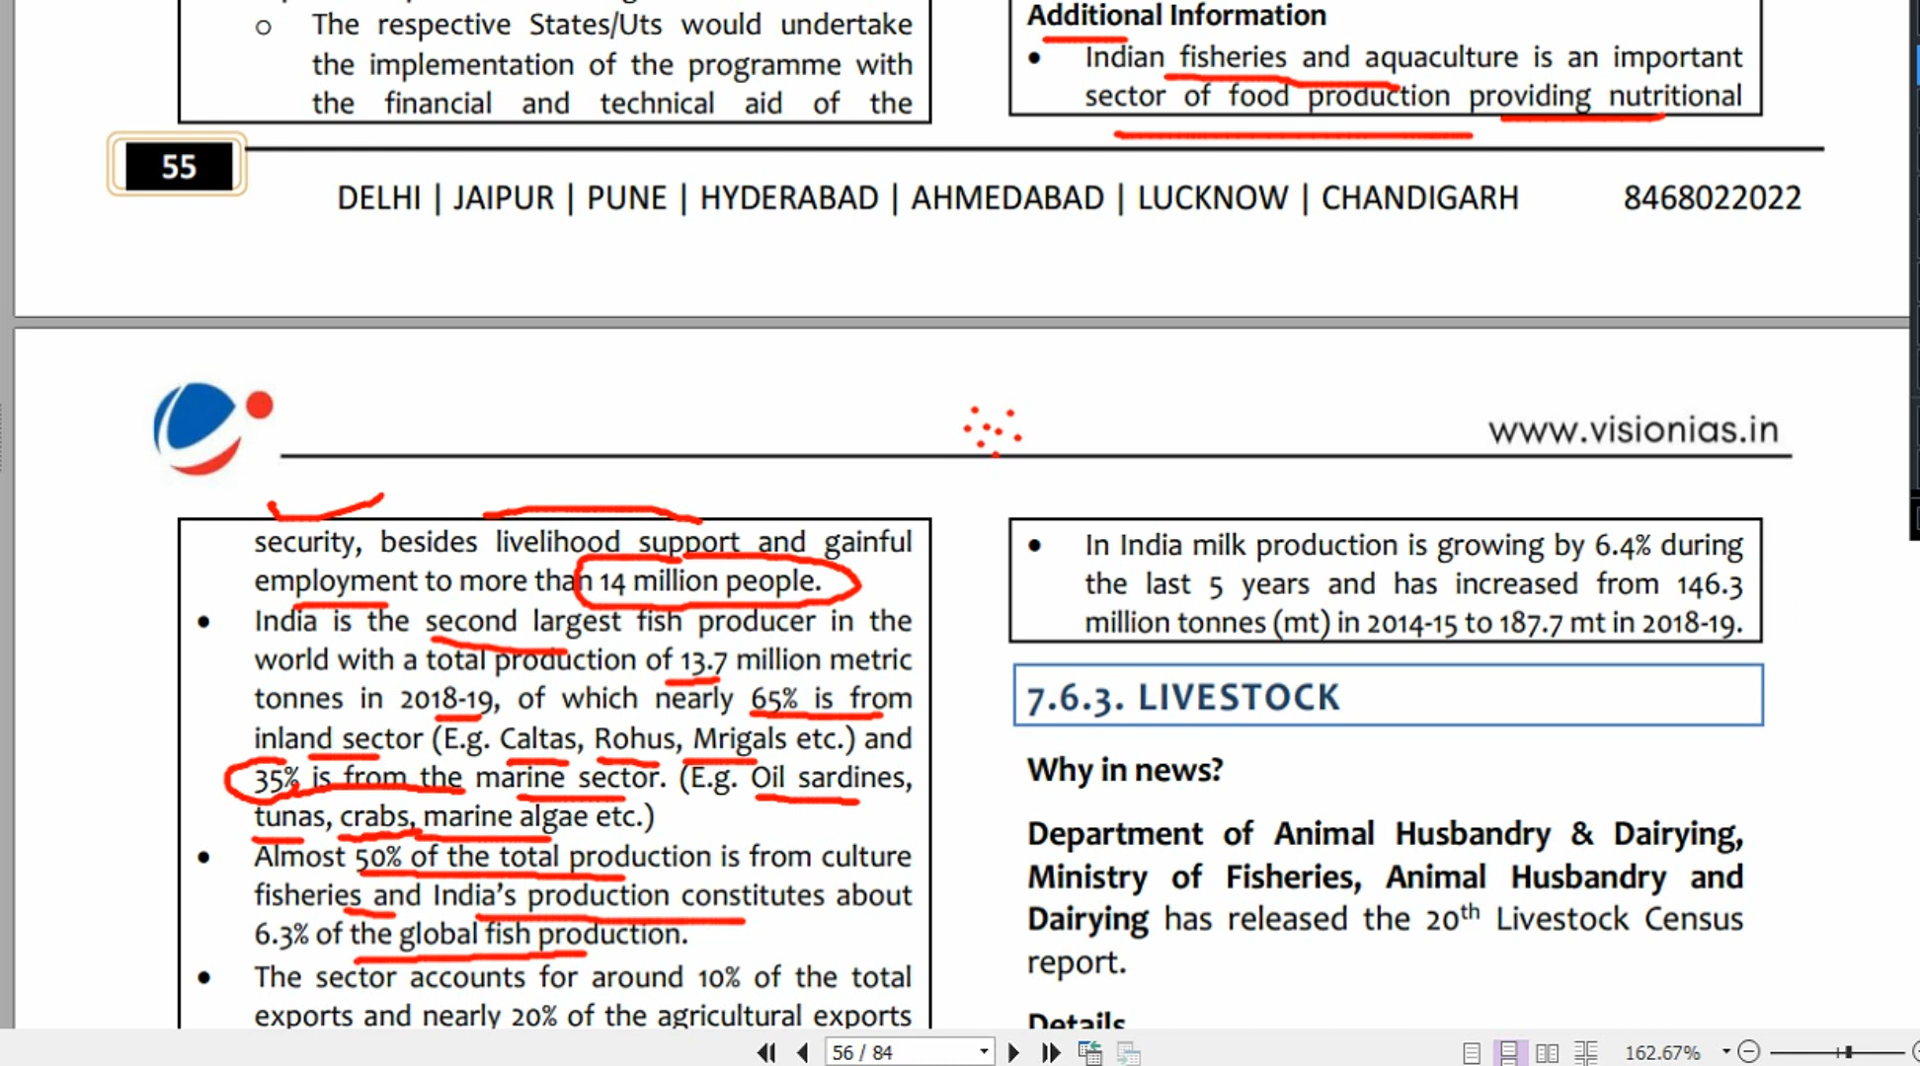 o The respective States/Uts would undertake
the implementation of the programme with
the financial and technical aid of the
Additional Information
• Indian fisheries and aquaculture is an important
sector of food production providing nutritional
55
DELHI | JAIPUR | PUNE | HYDERABAD | AHMEDABAD | LUCKNOW | CHANDIGARH 8468022022
www.visionias.in
security, besides livelihood support and gainful
employment to more than 14 million people.
• India is the second largest fish producer in the
world with a total production of 13.7 million metric
tonnes in 2018-19, of which nearly 65% is from
inland sector (E.g. Caltas, Rohus, Mrigals etc.) and
35% is from the marine sector. (E.g. Oil sardines,
tunas, crabs, marine algae etc.)
• Almost 50% of the total production is from culture
fisheries and India's production constitutes about
6.3% of the global fish production.
• The sector accounts for around 10% of the total
exports and nearly 20% of the agricultural exports
• In India milk production is growing by 6.4% during
the last 5 years and has increased from 146.3
million tonnes (mt) in 2014-15 to 187.7 mt in 2018-19.
7.6.3. LIVESTOCK
Why in news?
Department of Animal Husbandry & Dairying,
Ministry of Fisheries, Animal Husbandry and
Dairying has released the 20th Livestock Census
report.
Details
56 / 84
162.67%